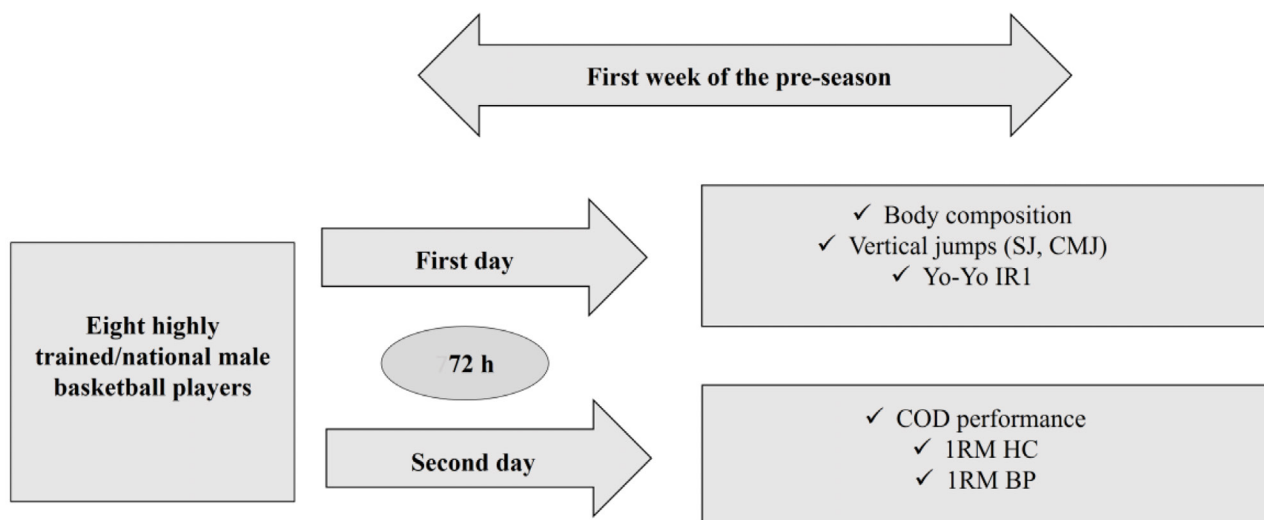 First week of the pre-season
First day
✓ Body composition
✓ Vertical jumps (SJ, CMJ)
✓ Yo-Yo IR1
Eight highly
trained/national male
basketball players
72 h
Second day
✓ COD performance
✓ 1RM HC
✓ 1RM BP